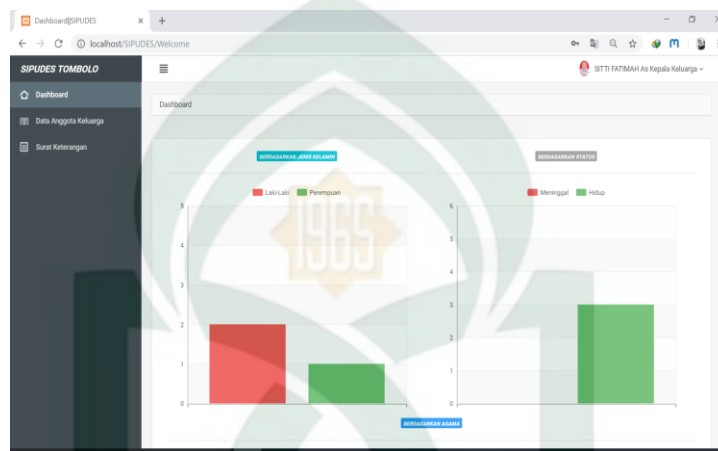 Dashboard||SIPUDES
localhost/SIPUDES/Welcome
SIPUDES TOMBOLO
SITTI FATIMAH As Kepala Keluarga
Dashboard
Data Anggota Keluarga
Surat Keterangan
Dashboard
BERDASARKAN JENIS KELAMIN
BERDASARKAN STATUS
Laki-Laki Perempuan
Meninggal Hidup
5
4
3
2
1
0
6
5
4
3
2
1
0
1965
BERDASARKAN AGAMA